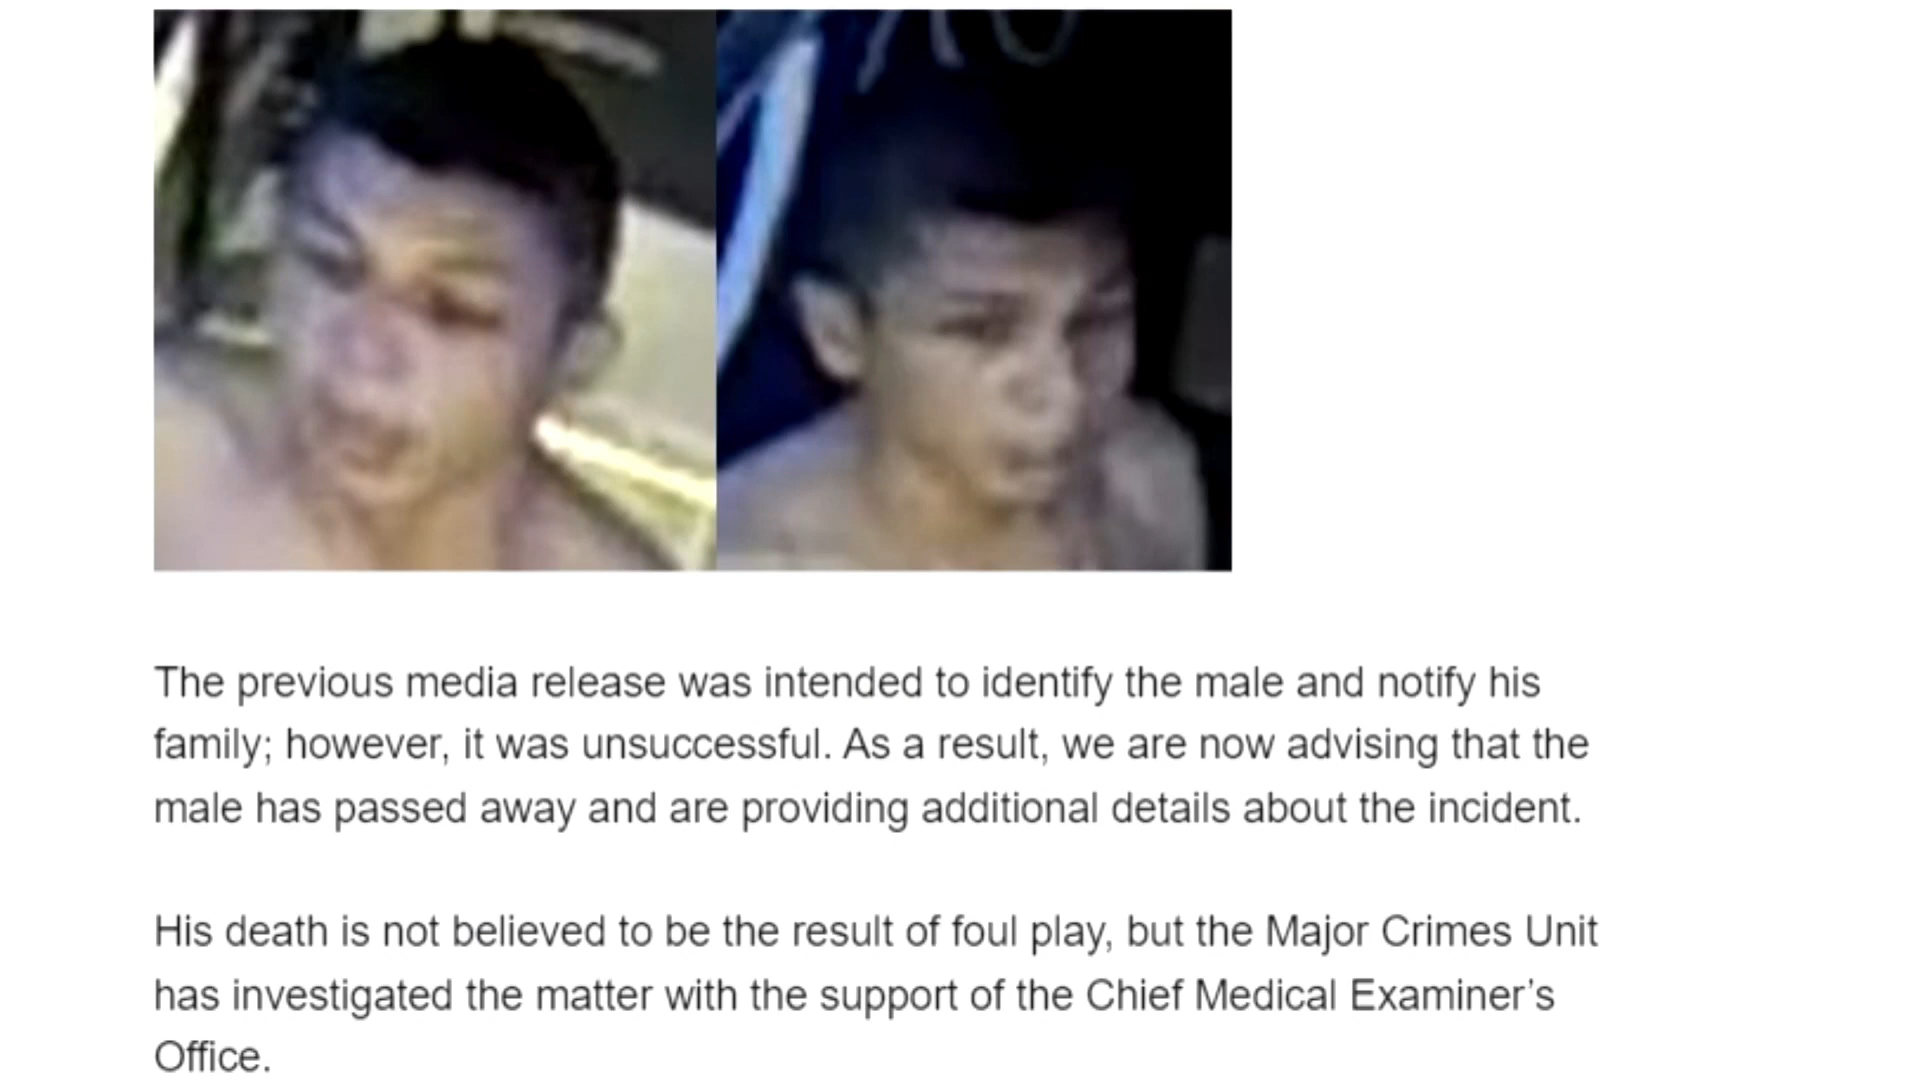 The previous media release was intended to identify the male and notify his
family; however, it was unsuccessful. As a result, we are now advising that the
male has passed away and are providing additional details about the incident.
His death is not believed to be the result of foul play, but the Major Crimes Unit
has investigated the matter with the support of the Chief Medical Examiner’s
Office.